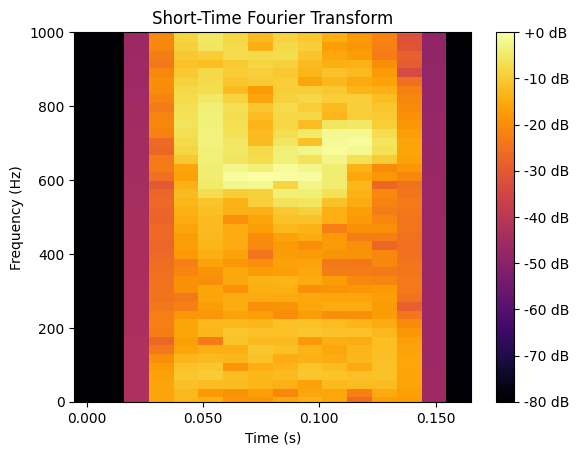 Short-Time Fourier Transform
1000
800
600
400
200
0
Frequency (Hz)
0.000
0.050
0.100
0.150
Time (s)
+0 dB
-10 dB
-20 dB
-30 dB
-40 dB
-50 dB
-60 dB
-70 dB
-80 dB